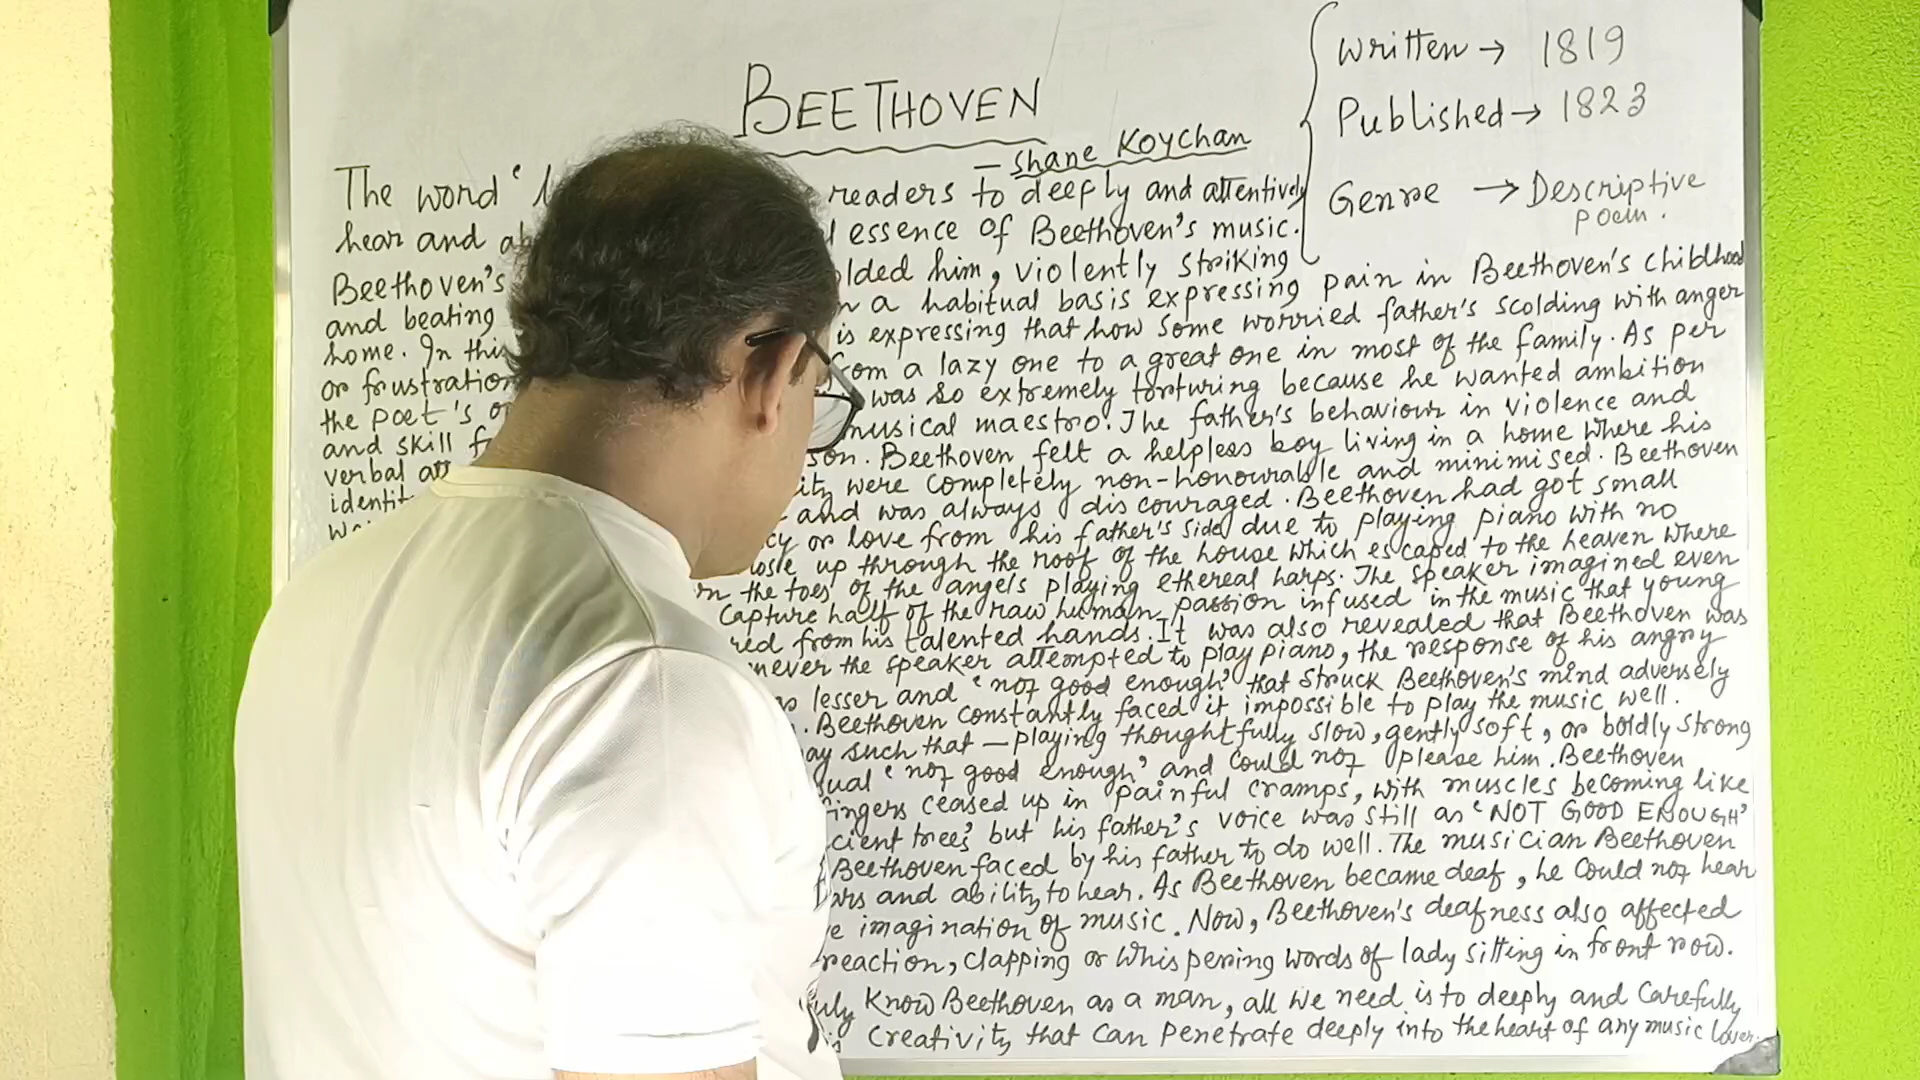 BEETHOVEN
- Shane Koychan
Written → 1819
Published → 1823
Genre → Descriptive
poem.
The word ' readers to deeply and attentively
hear and essence of Beethoven's music.
Beethoven's him, violently striking
and beating a habitual basis expressing pain in Beethoven's childhood
home. In this is expressing that how some worried father's scolding with anger
or frustration from a lazy one to a great one in most of the family. As per
the poet's was so extremely torturing because he wanted ambition
and skill musical maestro. The father's behaviour in violence and
verbal son. Beethoven felt a helpless boy living in a home where his
were completely non-honourable and minimised. Beethoven
and was always discouraged. Beethoven had got small
or love from his father's side due to playing piano with no
up through the roof of the house which escaped to the heaven where
the toes of the angels playing ethereal harps. The speaker imagined even
capture half of the raw human passion infused in the music that young
from his talented hands. It was also revealed that Beethoven was
the speaker attempted to play piano, the response of his angry
lesser and 'not good enough' that struck Beethoven's mind adversely
. Beethoven constantly faced it impossible to play the music well.
such that - playing thoughtfully slow, gently soft, or boldly strong
'not good enough' and could not please him. Beethoven
fingers ceased up in painful cramps, with muscles becoming like
trees' but his father's voice was still as 'NOT GOOD ENOUGH'
Beethoven faced by his father to do well. The musician Beethoven
and ability to hear. As Beethoven became deaf, he could not hear
imagination of music. Now, Beethoven's deafness also affected
reaction, clapping or whispering words of lady sitting in front row.
know Beethoven as a man, all we need is to deeply and carefully
creativity that can penetrate deeply into the heart of any music lover.